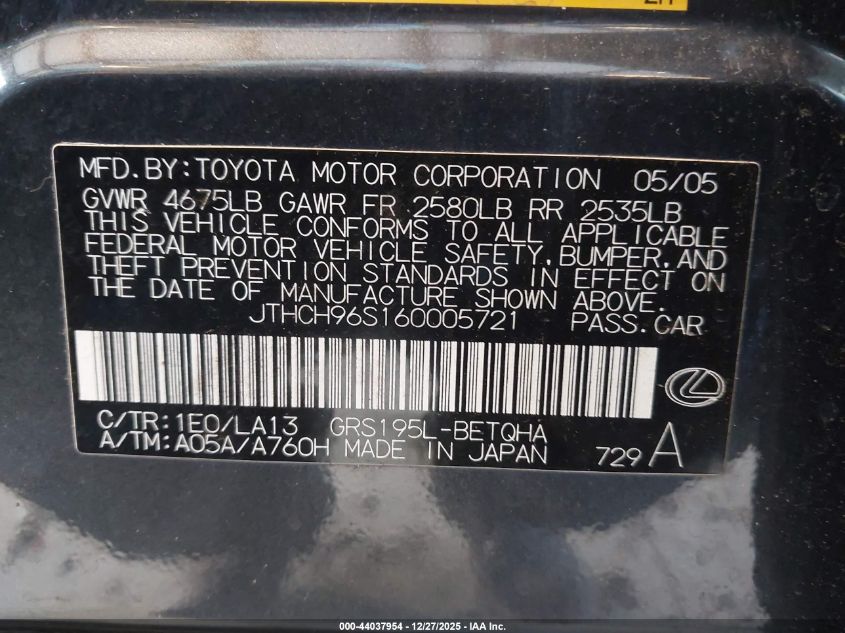 MFD.BY:TOYOTA MOTOR CORPORATION 05/05
GVWR 4675LB GAWR FR 2580LB RR 2535LB
THIS VEHICLE CONFORMS TO ALL APPLICABLE
FEDERAL MOTOR VEHICLE SAFETY,BUMPER,AND
THEFT PREVENTION STANDARDS IN EFFECT ON
THE DATE OF MANUFACTURE SHOWN ABOVE.
JTHCH96S160005721 PASS.CAR
C/TR:1E0/LA13 GRS195L-BETQHA
A/TM:A05A/A760H MADE IN JAPAN 729A
000-44037954 - 12/27/2025 - IAA Inc.